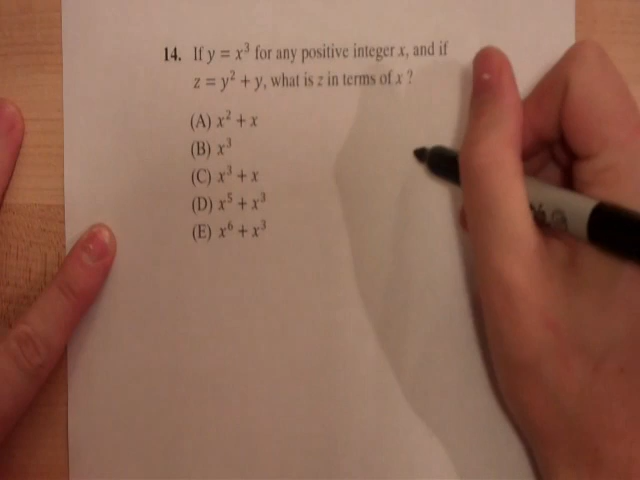 14. If y = x³ for any positive integer x, and if
z = y² + y, what is z in terms of x ?
(A) x² + x
(B) x³
(C) x³ + x
(D) x⁵ + x³
(E) x⁶ + x³